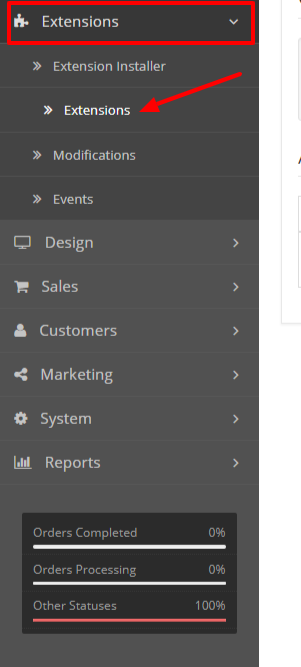 Extensions
Extension Installer
Extensions
Modifications
Events
Design
Sales
Customers
Marketing
System
Reports
Orders Completed 0%
Orders Processing 0%
Other Statuses 100%